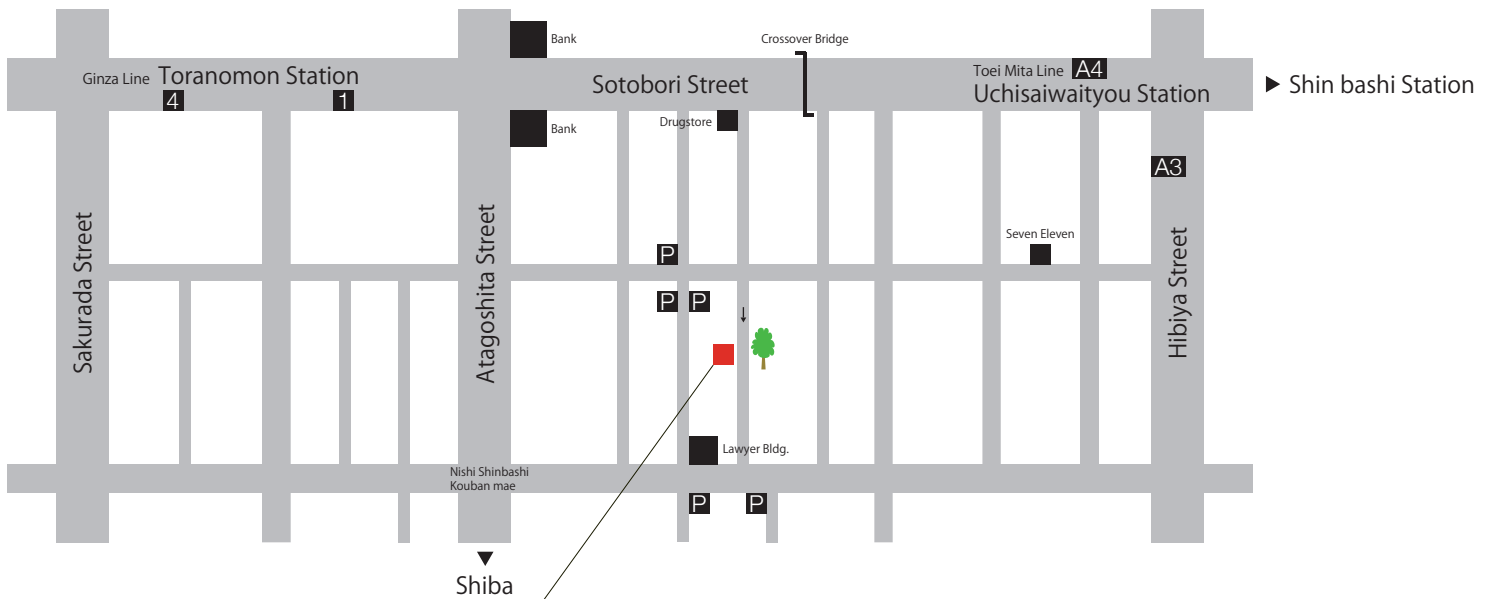 Bank
Crossover Bridge
Ginza Line Toranomon Station
Sotobori Street
Toei Mita Line A4
Uchisaiwaityou Station
▶ Shin bashi Station
4
1
Drugstore
Bank
A3
Sakurada Street
Atagoshita Street
Hibiya Street
Seven Eleven
P
P P
↓
Lawyer Bldg.
Nishi Shinbashi
Kouban mae
P
P
▼
Shiba